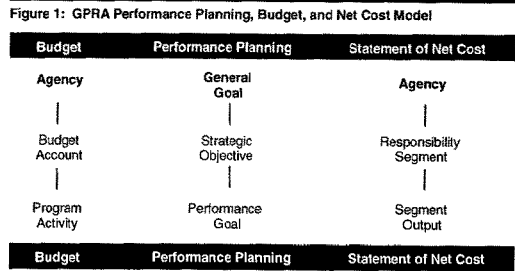 Figure 1: GPRA Performance Planning, Budget, and Net Cost Model
Budget Performance Planning Statement of Net Cost
Agency General Goal Agency
Budget Account Strategic Objective Responsibility Segment
Program Activity Performance Goal Segment Output
Budget Performance Planning Statement of Net Cost